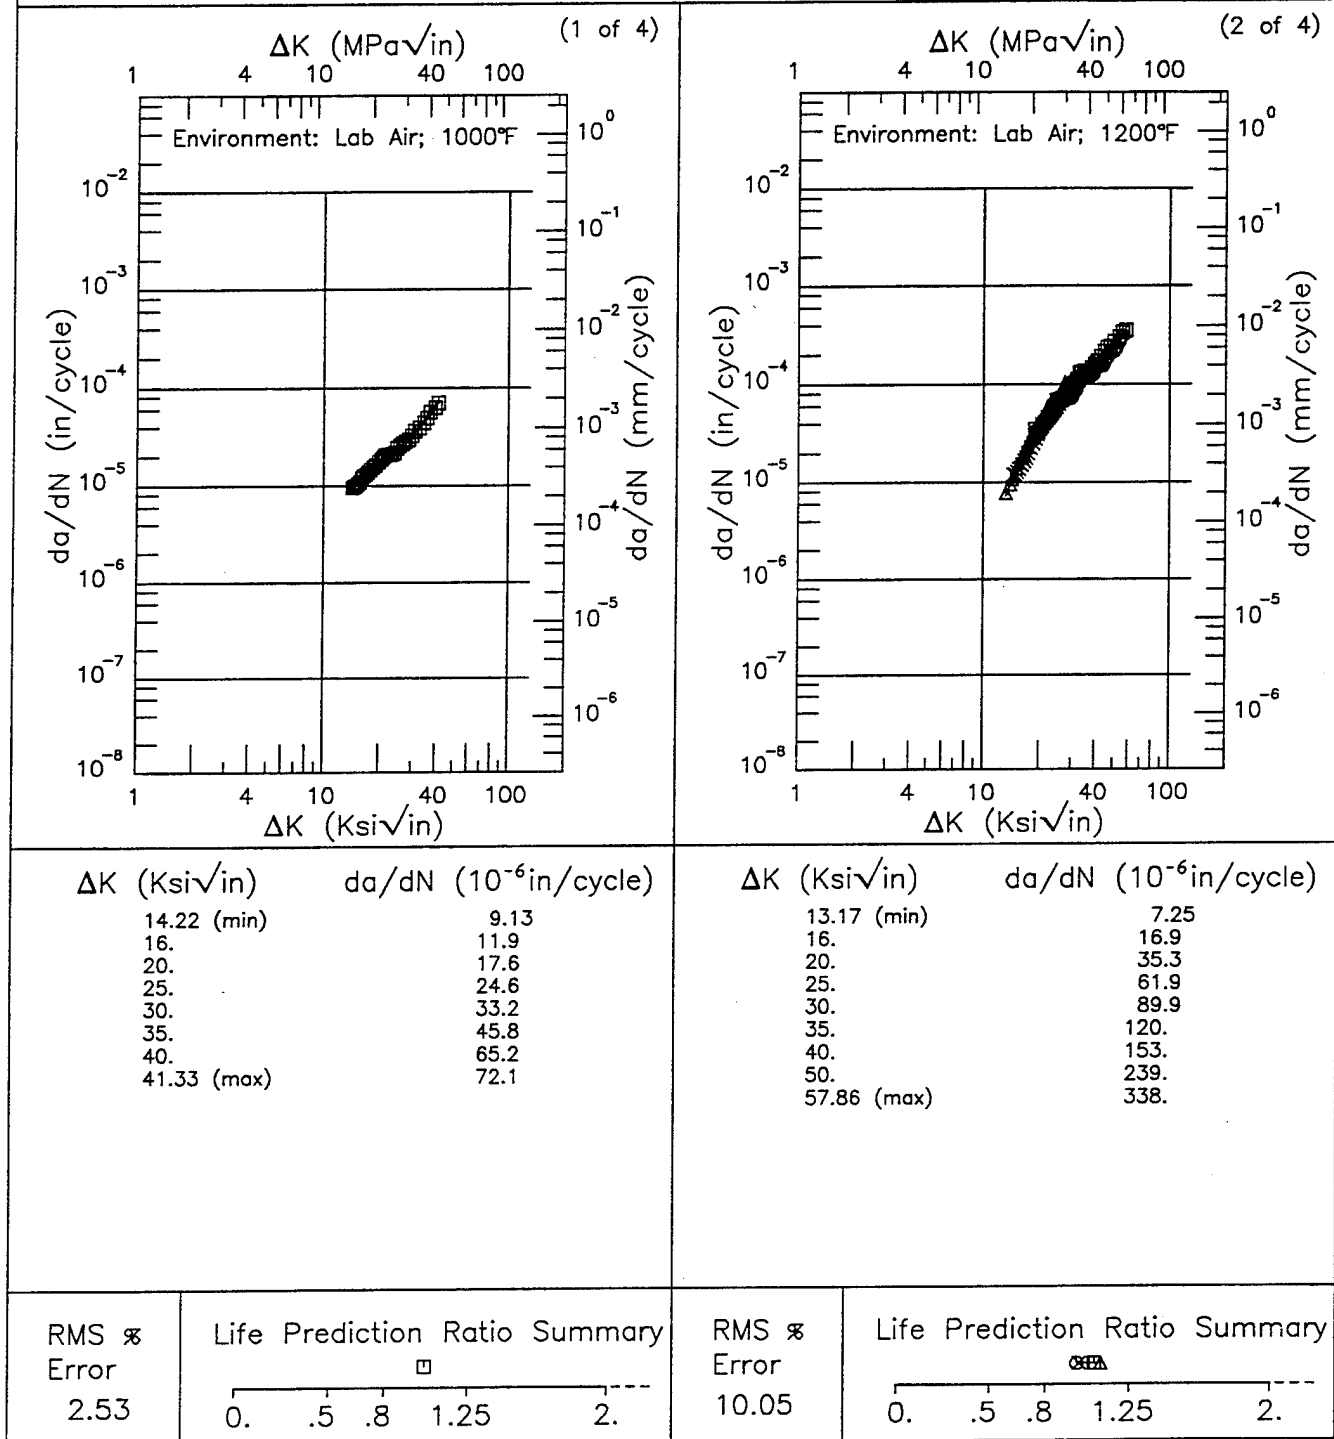 (1 of 4)
ΔK (MPa√in)
1 4 10 40 100
Environment: Lab Air; 1000°F
10⁻²
10⁻³
10⁻⁴
10⁻⁵
10⁻⁶
10⁻⁷
10⁻⁸
da/dN (in/cycle)
10⁰
10⁻¹
10⁻²
10⁻³
10⁻⁴
10⁻⁵
10⁻⁶
da/dN (mm/cycle)
1 4 10 40 100
ΔK (Ksi√in)
ΔK (Ksi√in) da/dN (10⁻⁶in/cycle)
14.22 (min) 9.13
16. 11.9
20. 17.6
25. 24.6
30. 33.2
35. 45.8
40. 65.2
41.33 (max) 72.1
RMS %
Error
2.53
Life Prediction Ratio Summary
0. .5 .8 1.25 2.
(2 of 4)
ΔK (MPa√in)
1 4 10 40 100
Environment: Lab Air; 1200°F
10⁻²
10⁻³
10⁻⁴
10⁻⁵
10⁻⁶
10⁻⁷
10⁻⁸
da/dN (in/cycle)
10⁰
10⁻¹
10⁻²
10⁻³
10⁻⁴
10⁻⁵
10⁻⁶
da/dN (mm/cycle)
1 4 10 40 100
ΔK (Ksi√in)
ΔK (Ksi√in) da/dN (10⁻⁶in/cycle)
13.17 (min) 7.25
16. 16.9
20. 35.3
25. 61.9
30. 89.9
35. 120.
40. 153.
50. 239.
57.86 (max) 338.
RMS %
Error
10.05
Life Prediction Ratio Summary
0. .5 .8 1.25 2.